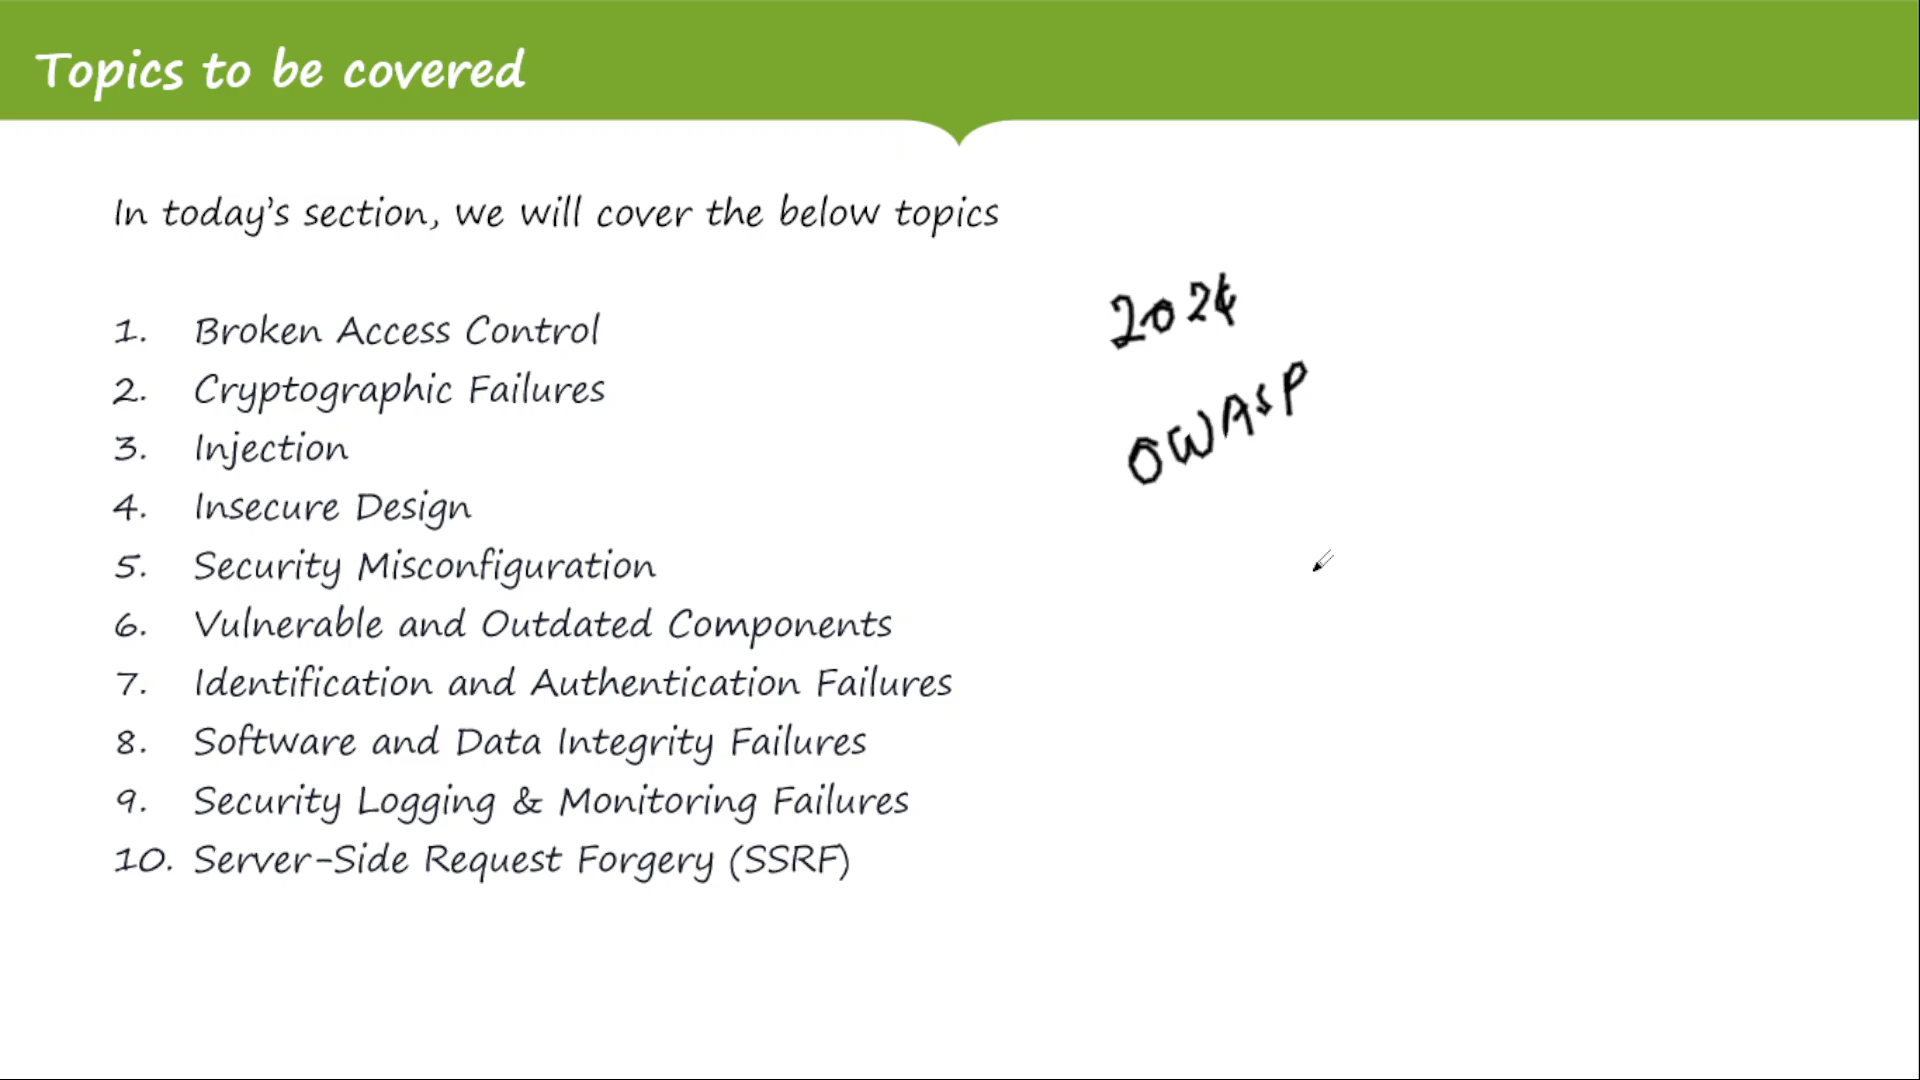 Topics to be covered
In today's section, we will cover the below topics
1. Broken Access Control
2. Cryptographic Failures
3. Injection
4. Insecure Design
5. Security Misconfiguration
6. Vulnerable and Outdated Components
7. Identification and Authentication Failures
8. Software and Data Integrity Failures
9. Security Logging & Monitoring Failures
10. Server-Side Request Forgery (SSRF)
2024
OWASP